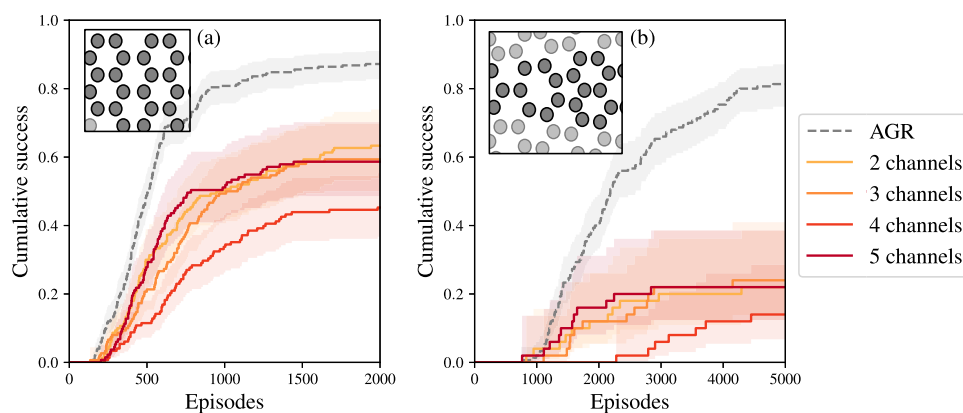 (a)
Cumulative success
1.0
0.8
0.6
0.4
0.2
0.0
0
500
1000
1500
2000
Episodes
(b)
Cumulative success
1.0
0.8
0.6
0.4
0.2
0.0
0
1000
2000
3000
4000
5000
Episodes
AGR
2 channels
3 channels
4 channels
5 channels